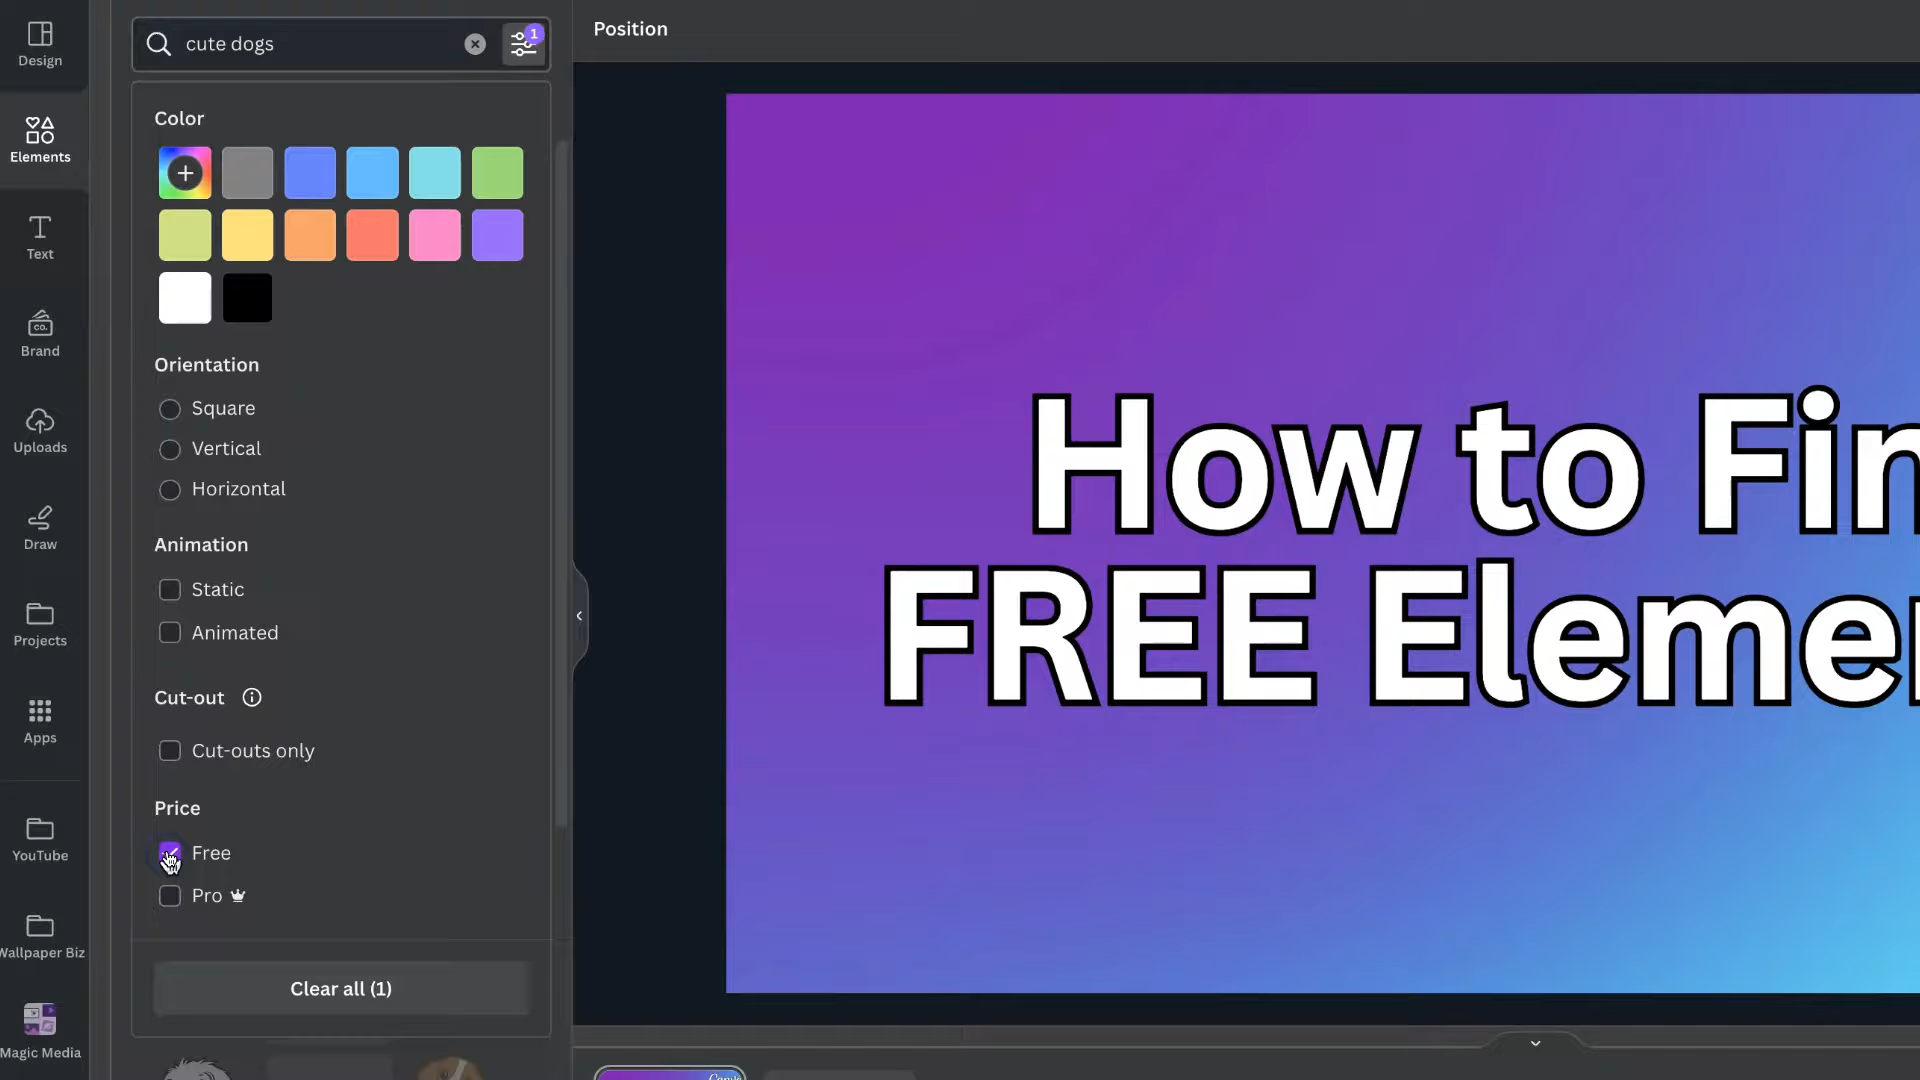 Design
Elements
Text
Brand
CO.
Uploads
Draw
Projects
Apps
YouTube
Wallpaper Biz
Magic Media
cute dogs
1
Color
Orientation
Square
Vertical
Horizontal
Animation
Static
Animated
Cut-out
Cut-outs only
Price
Free
Pro
Clear all (1)
Position
How to Fin
FREE Elemen